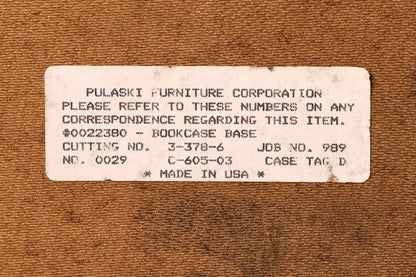 PULASKI FURNITURE CORPORATION
PLEASE REFER TO THESE NUMBERS ON ANY
CORRESPONDENCE REGARDING THIS ITEM.
#0022380 - BOOKCASE BASE
CUTTING NO. 3-378-6 JOB NO. 989
NO. 0029 C-605-03 CASE TAG D
* MADE IN USA *